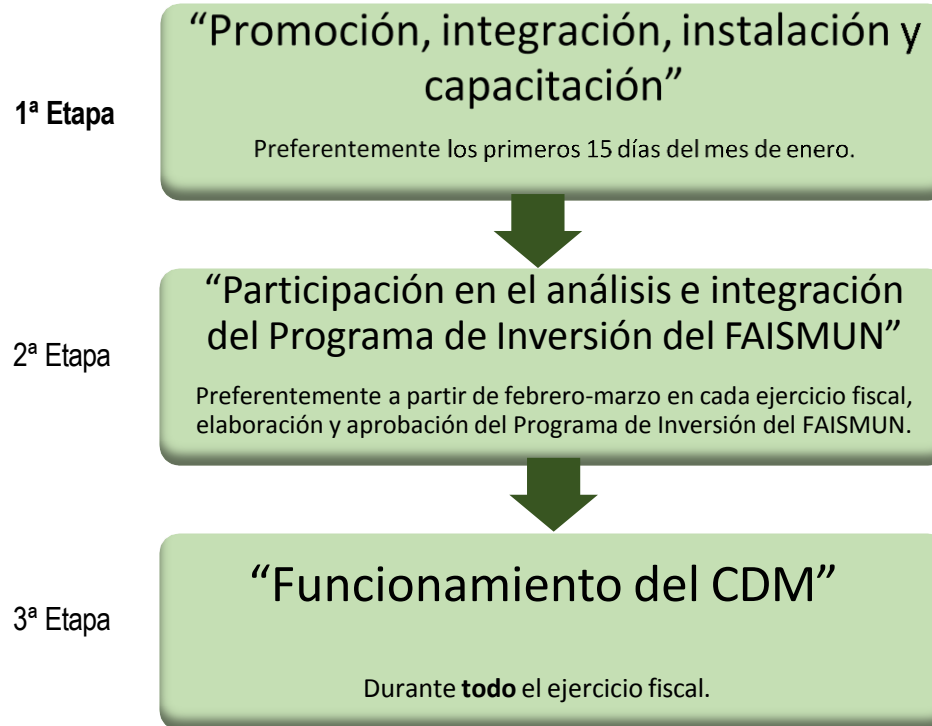 1ª Etapa
“Promoción, integración, instalación y
capacitación”
Preferentemente los primeros 15 días del mes de enero.
2ª Etapa
“Participación en el análisis e integración
del Programa de Inversión del FAISMUN”
Preferentemente a partir de febrero-marzo en cada ejercicio fiscal,
elaboración y aprobación del Programa de Inversión del FAISMUN.
3ª Etapa
“Funcionamiento del CDM”
Durante todo el ejercicio fiscal.